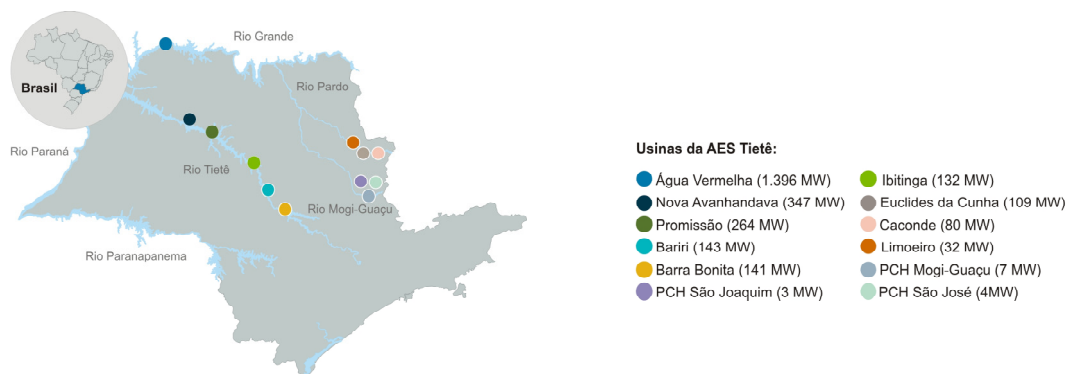 Rio Grande
Brasil
Rio Pardo
Rio Paraná
Rio Tietê
Rio Mogi-Guaçu
Rio Paranapanema
Usinas da AES Tietê:
Água Vermelha (1.396 MW)
Nova Avanhandava (347 MW)
Promissão (264 MW)
Bariri (143 MW)
Barra Bonita (141 MW)
PCH São Joaquim (3 MW)
Ibitinga (132 MW)
Euclides da Cunha (109 MW)
Caconde (80 MW)
Limoeiro (32 MW)
PCH Mogi-Guaçu (7 MW)
PCH São José (4MW)